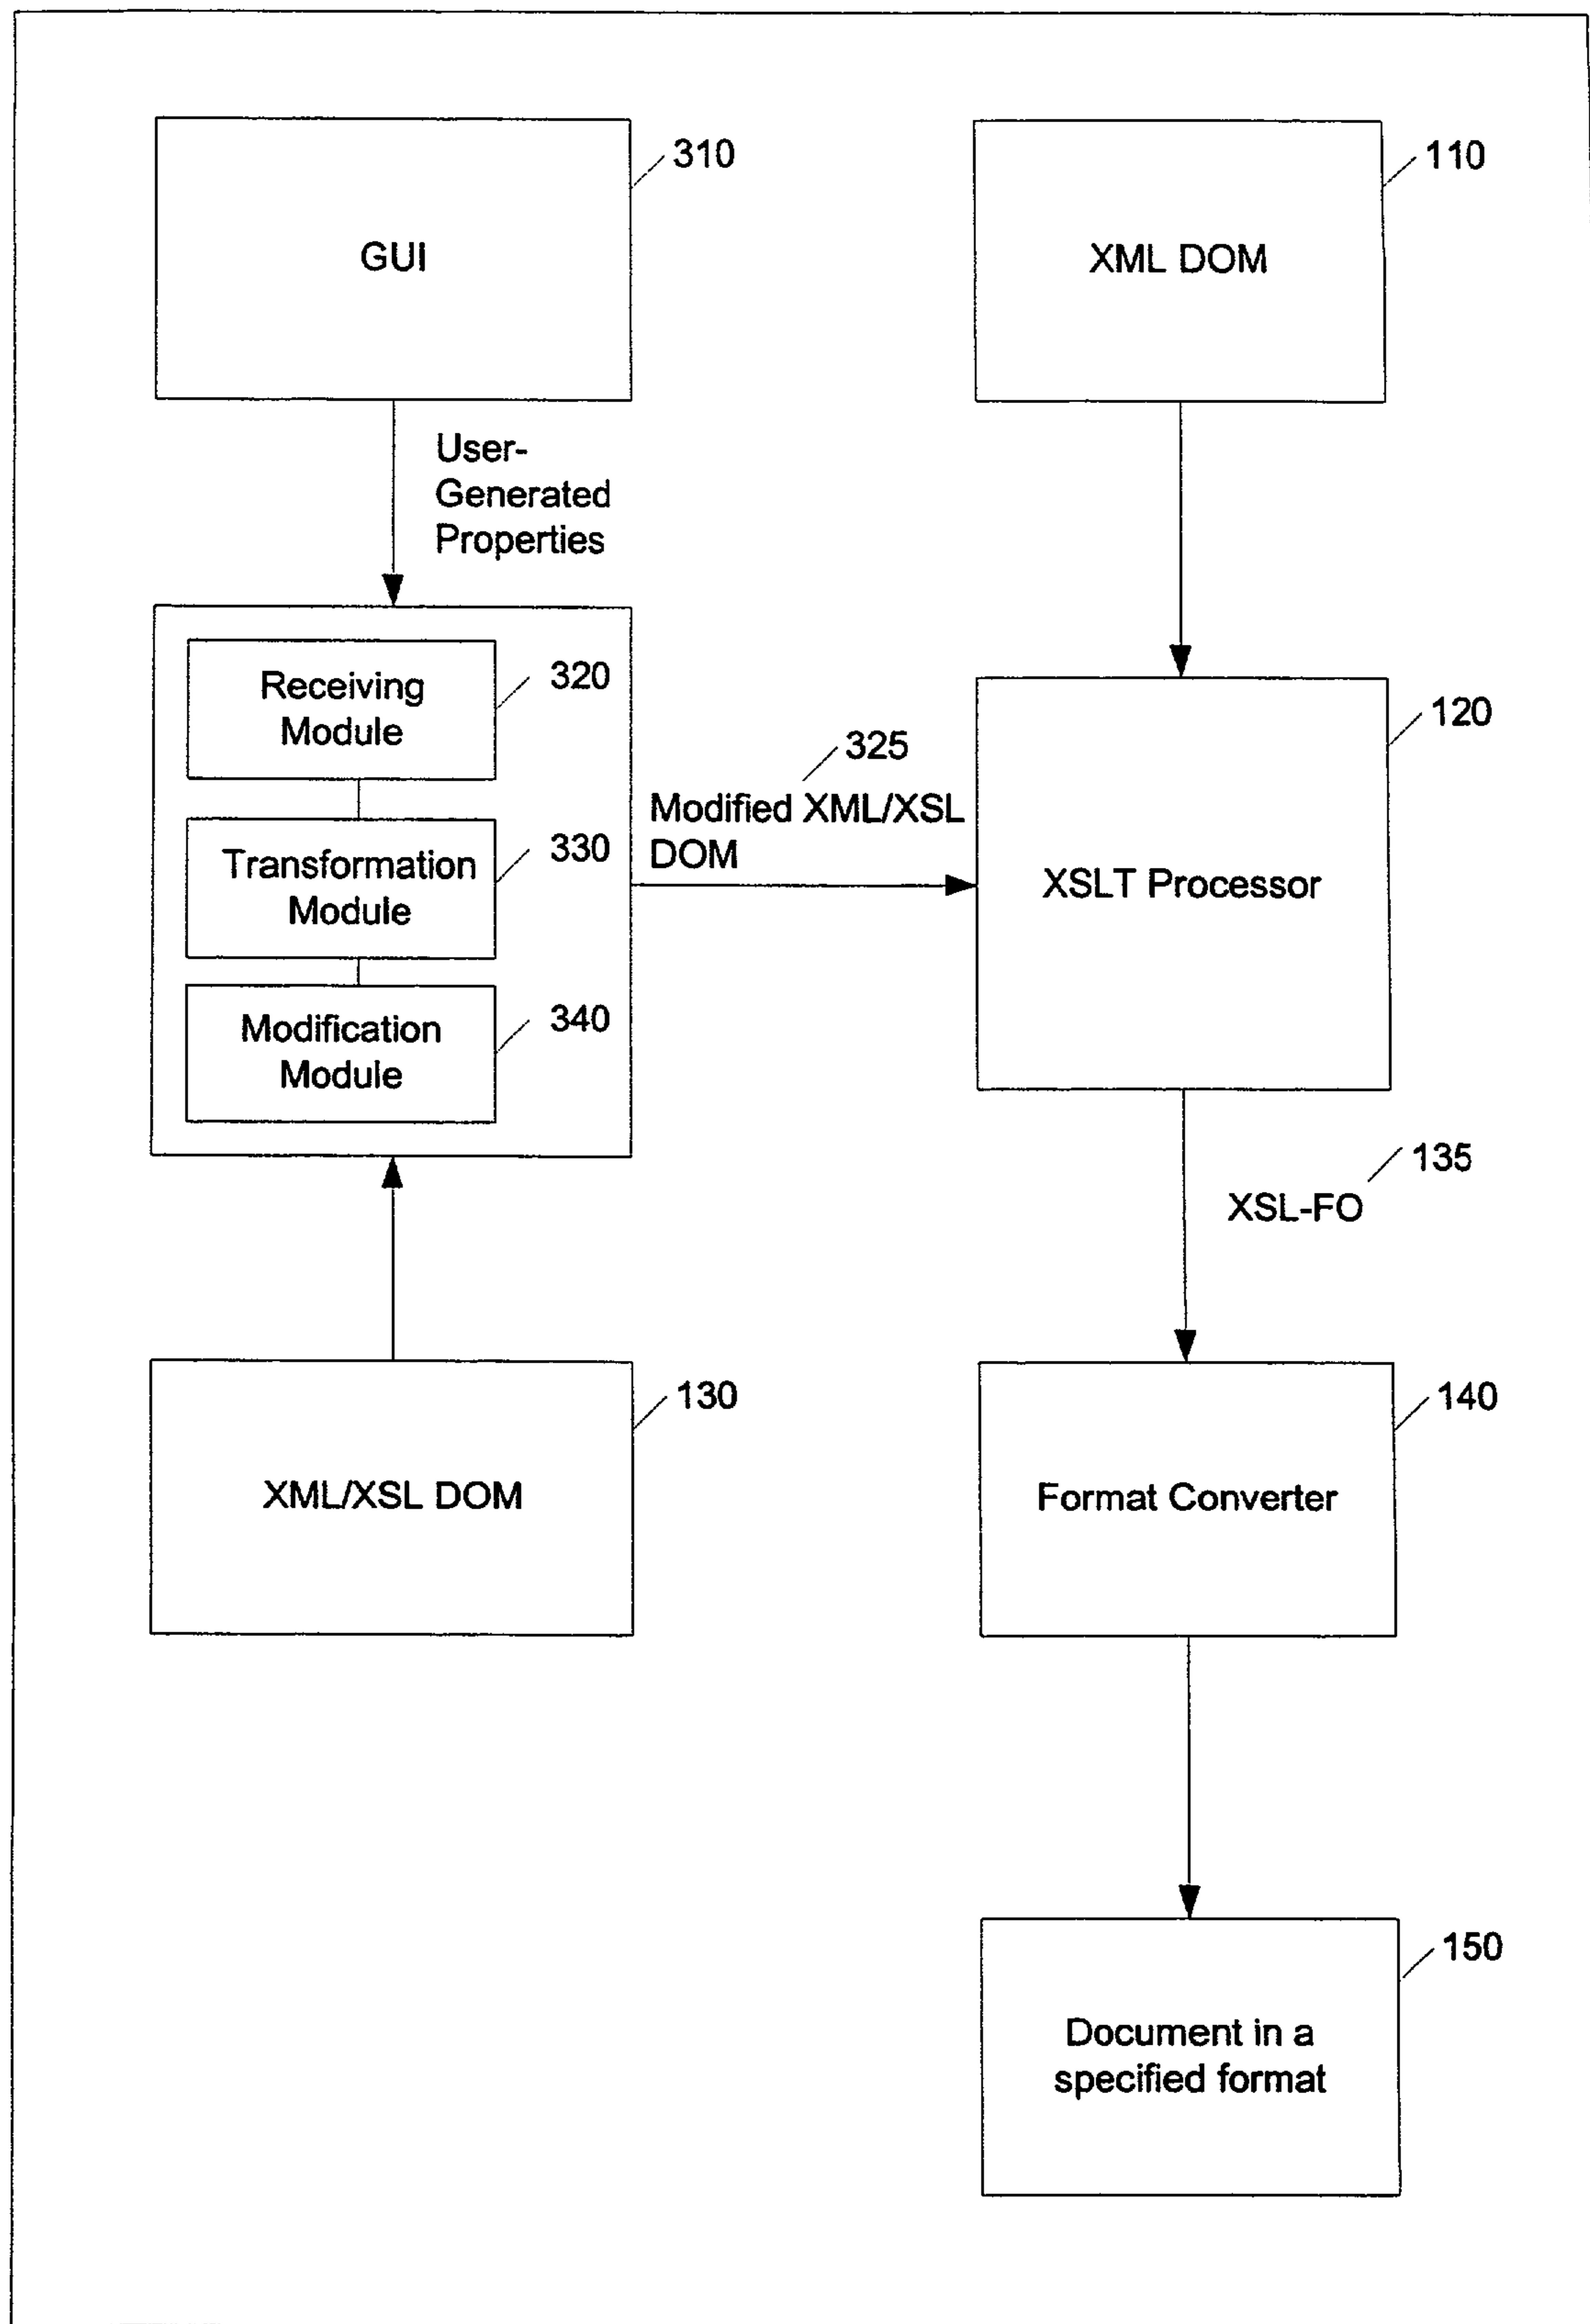 310
GUI
110
XML DOM
User-
Generated
Properties
Receiving
Module
320
Transformation
Module
330
Modification
Module
340
325
Modified XML/XSL
DOM
120
XSLT Processor
135
XSL-FO
130
XML/XSL DOM
140
Format Converter
150
Document in a
specified format